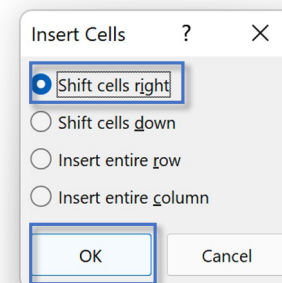 Insert Cells ?
Shift cells right
Shift cells down
Insert entire row
Insert entire column
OK Cancel